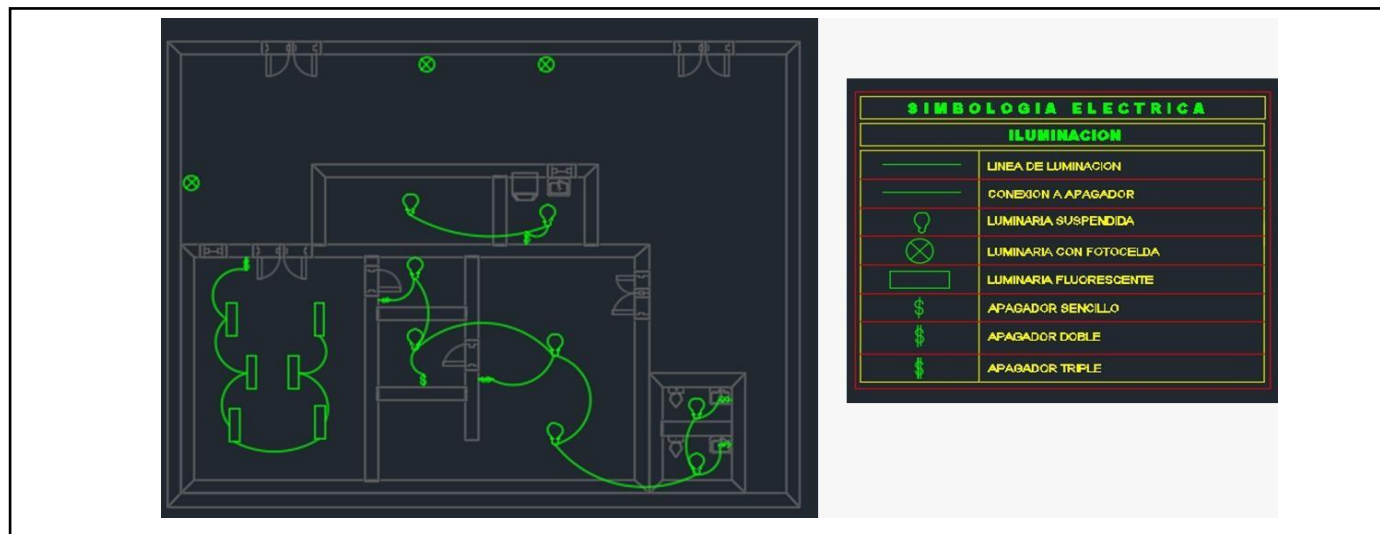 SIMBOLOGIA ELECTRICA
ILUMINACION
LINEA DE LUMINACION
CONEXION A APAGADOR
LUMINARIA SUSPENDIDA
LUMINARIA CON FOTOCELDA
LUMINARIA FLUORESCENTE
$ APAGADOR SENCILLO
$ APAGADOR DOBLE
$ APAGADOR TRIPLE